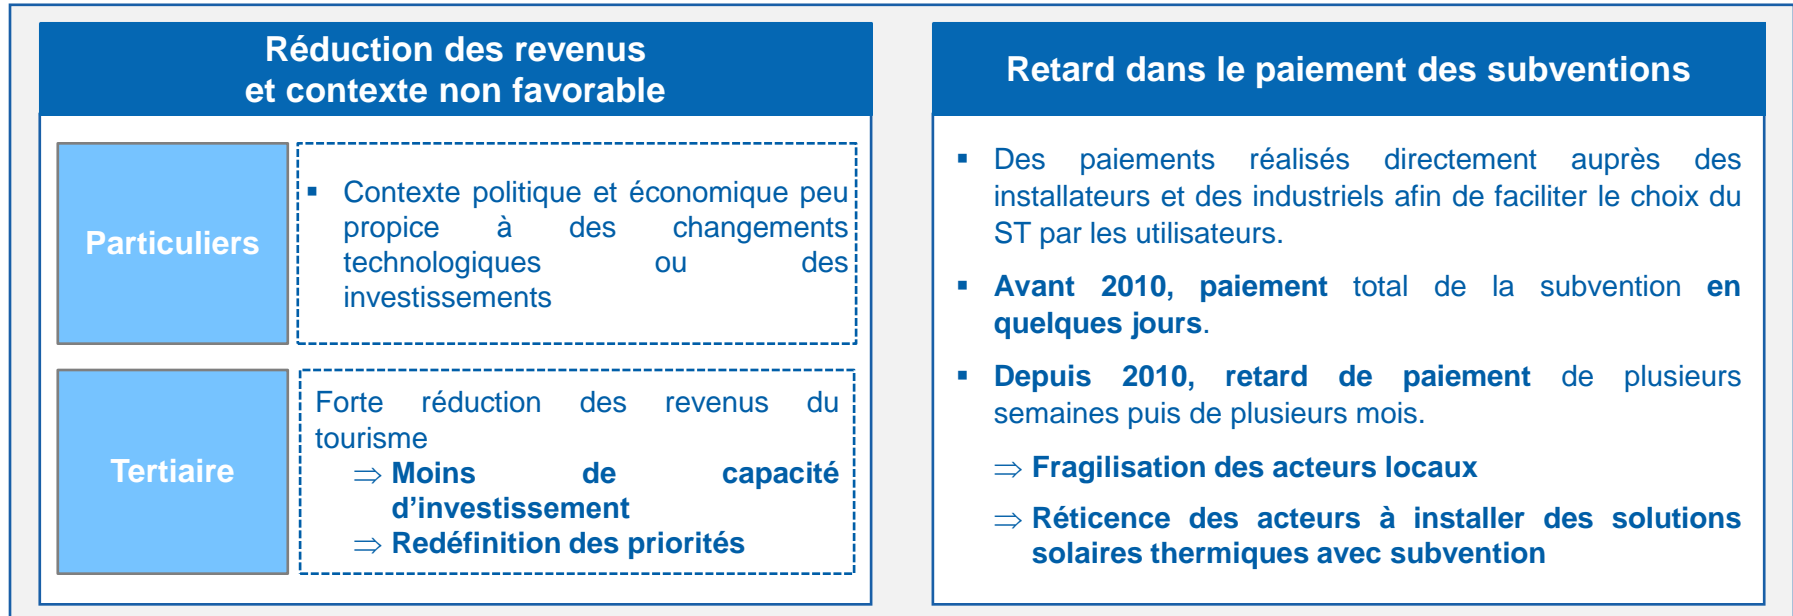 Réduction des revenus
et contexte non favorable
Particuliers
▪ Contexte politique et économique peu
propice à des changements
technologiques ou des
investissements
Tertiaire
Forte réduction des revenus du
tourisme
⇒ Moins de capacité
d’investissement
⇒ Redéfinition des priorités
Retard dans le paiement des subventions
▪ Des paiements réalisés directement auprès des
installateurs et des industriels afin de faciliter le choix du
ST par les utilisateurs.
▪ Avant 2010, paiement total de la subvention en
quelques jours.
▪ Depuis 2010, retard de paiement de plusieurs
semaines puis de plusieurs mois.
⇒ Fragilisation des acteurs locaux
⇒ Réticence des acteurs à installer des solutions
solaires thermiques avec subvention